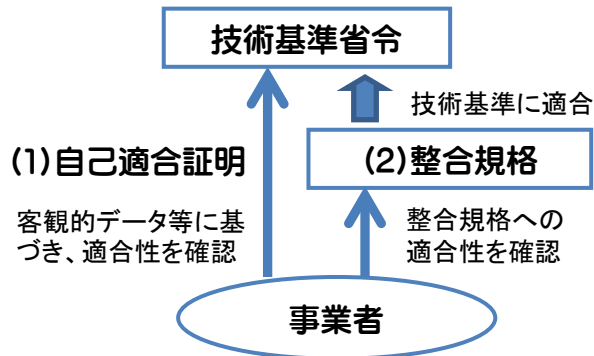 技術基準省令
技術基準に適合
(1)自己適合証明
(2)整合規格
客観的データ等に基
づき、適合性を確認
整合規格への
適合性を確認
事業者